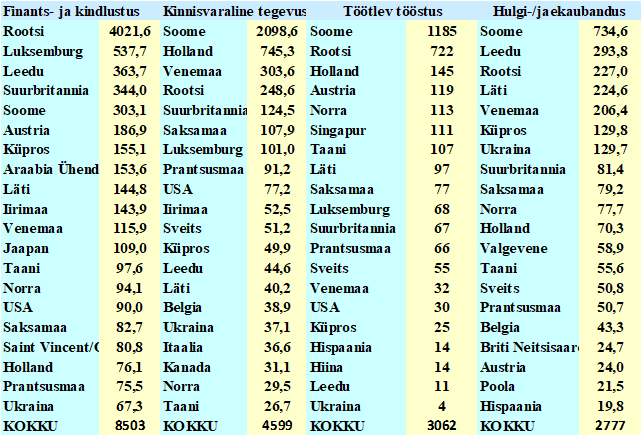 Finants- ja kindlustus Kinnisvaraline tegevus Töötlev tööstus Hulgi-/jaekaubandus
Rootsi 4021,6 Soome 2098,6 Soome 1185 Soome 734,6
Luksemburg 537,7 Holland 745,3 Rootsi 722 Leedu 293,8
Leedu 363,7 Venemaa 303,6 Holland 145 Rootsi 227,0
Suurbritannia 344,0 Rootsi 248,6 Austria 119 Läti 224,6
Soome 303,1 Suurbritannia 124,5 Norra 113 Venemaa 206,4
Austria 186,9 Saksamaa 107,9 Singapur 111 Küpros 129,8
Küpros 155,1 Luksemburg 101,0 Taani 107 Ukraina 129,7
Araabia Ühend 153,6 Prantsusmaa 91,2 Läti 97 Suurbritannia 81,4
Läti 144,8 USA 77,2 Saksamaa 77 Saksamaa 79,2
Iirimaa 143,9 Iirimaa 52,5 Luksemburg 68 Norra 77,7
Venemaa 115,9 Sveits 51,2 Suurbritannia 67 Holland 70,3
Jaapan 109,0 Küpros 49,9 Prantsusmaa 66 Valgevene 58,9
Taani 97,6 Leedu 44,6 Sveits 55 Taani 55,6
Norra 94,1 Läti 40,2 Venemaa 32 Sveits 50,8
USA 90,0 Belgia 38,9 USA 30 Prantsusmaa 50,7
Saksamaa 82,7 Ukraina 37,1 Küpros 25 Belgia 43,3
Saint Vincent/G 80,8 Itaalia 36,6 Hispaania 14 Briti Neitsisaare 24,7
Holland 76,1 Kanada 31,1 Hiina 14 Austria 24,0
Prantsusmaa 75,5 Norra 29,5 Leedu 11 Poola 21,5
Ukraina 67,3 Taani 26,7 Ukraina 4 Hispaania 19,8
KOKKU 8503 KOKKU 4599 KOKKU 3062 KOKKU 2777